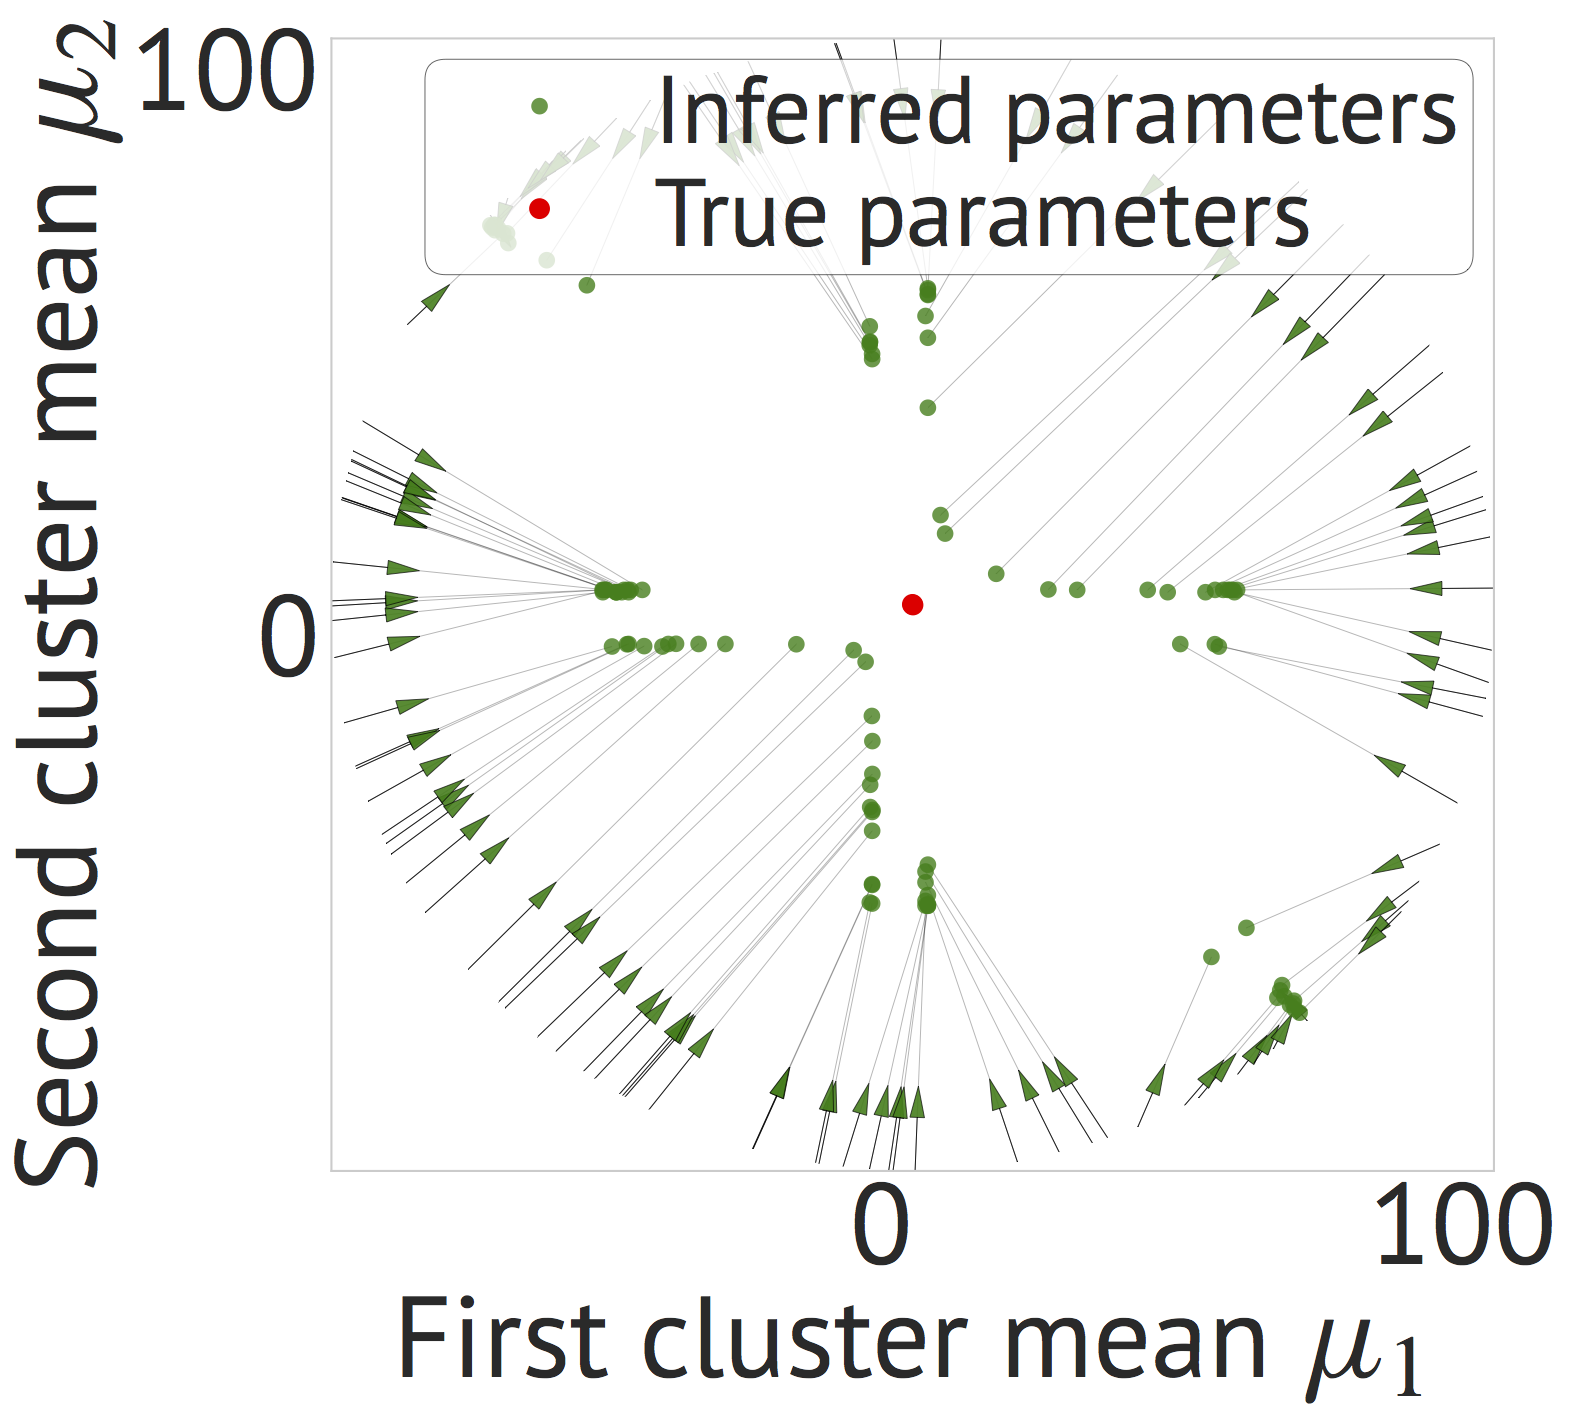 100
Inferred parameters
True parameters
Second cluster mean μ2
0
0
100
First cluster mean μ1